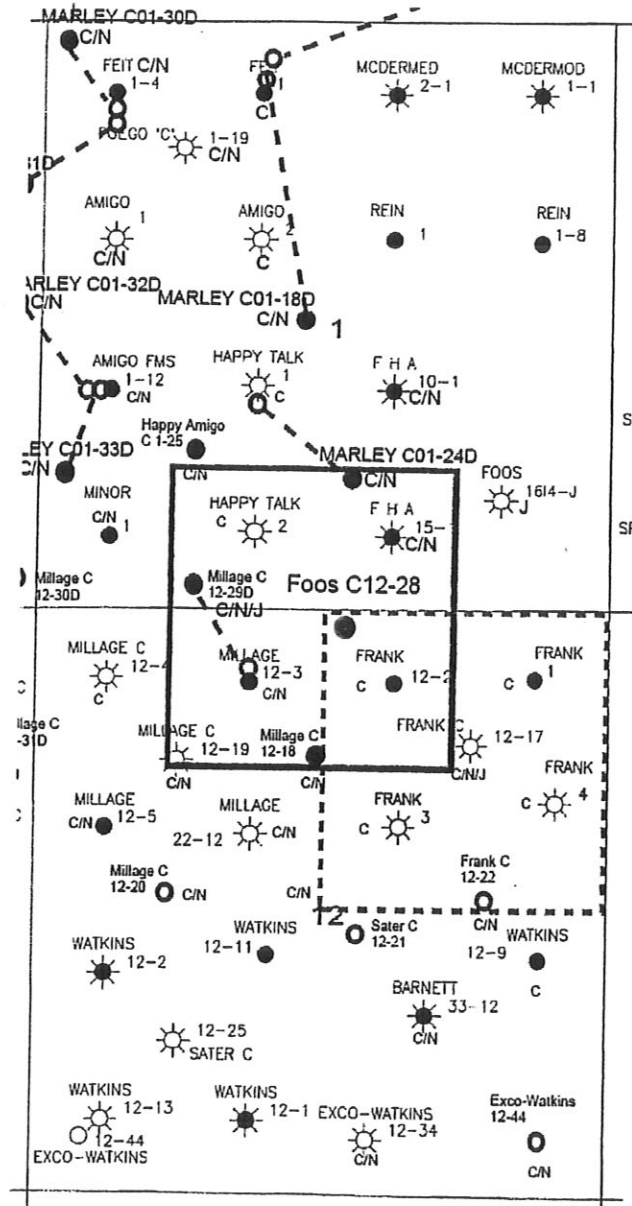 MARLEY C01-30D
C/N
FEIT C/N
1-4
1
C
MCDERMED
2-1
MCDERMOD
1-1
1-19
C/N
31D
AMIGO
1
C/N
AMIGO
2
C
REIN
1
REIN
1-8
ARLEY C01-32D
C/N
MARLEY C01-18D
C/N
1
AMIGO FMS
1-12
C/N
HAPPY TALK
1
C
F H A
10-1
C/N
Happy Amigo
C 1-25
C/N
LEY C01-33D
C/N
MARLEY C01-24D
C/N
FOOS
1614-J
J
S
MINOR
C/N
1
HAPPY TALK
C
2
F H A
15-
C/N
SF
Millage C
12-30D
Millage C
12-29D
C/N/J
Foos C12-28
MILLAGE C
12-4
C
C
MILLAGE
12-3
C/N
FRANK
C
12-2
FRANK
C
1
llage C
-31D
MILLAGE C
12-19
C/N
Millage C
12-18
C/N
FRANK C
12-17
C/N/J
C
MILLAGE
C/N
12-5
MILLAGE
C/N
22-12
FRANK
C
3
FRANK
C
4
Millage C
12-20
C/N
C/N
12
Frank C
12-22
C/N
Sater C
12-21
WATKINS
12-2
WATKINS
12-11
WATKINS
12-9
C
BARNETT
33-12
C/N
12-25
SATER C
WATKINS
12-13
12-44
EXCO-WATKINS
WATKINS
12-1
EXCO-WATKINS
12-34
C/N
Exco-Watkins
12-44
C/N